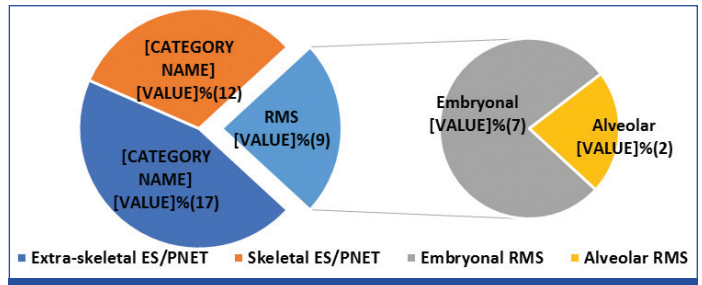 [CATEGORY
NAME]
[VALUE]%(12)
RMS
[VALUE]%(9)
[CATEGORY
NAME]
[VALUE]%(17)
Embryonal
[VALUE]%(7)
Alveolar
[VALUE]%(2)
Extra-skeletal ES/PNET
Skeletal ES/PNET
Embryonal RMS
Alveolar RMS